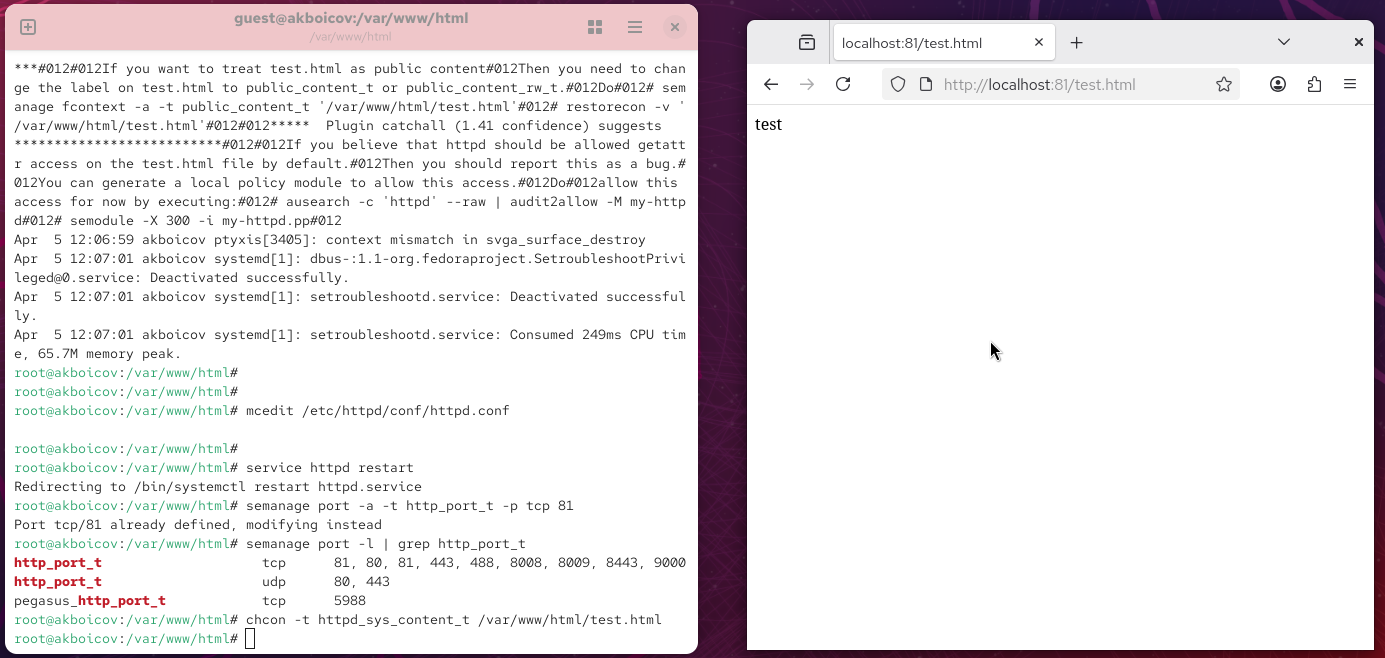 guest@akboicov:/var/www/html
/var/www/html
***#012#012If you want to treat test.html as public content#012Then you need to chan
ge the label on test.html to public_content_t or public_content_rw_t.#012Do#012# sem
anage fcontext -a -t public_content_t '/var/www/html/test.html'#012# restorecon -v '
/var/www/html/test.html'#012#012*****  Plugin catchall (1.41 confidence) suggests
**************************#012#012If you believe that httpd should be allowed getatt
r access on the test.html file by default.#012Then you should report this as a bug.#
012You can generate a local policy module to allow this access.#012Do#012allow this
access for now by executing:#012# ausearch -c 'httpd' --raw | audit2allow -M my-http
d#012# semodule -X 300 -i my-httpd.pp#012
Apr  5 12:06:59 akboicov ptyxis[3405]: context mismatch in svga_surface_destroy
Apr  5 12:07:01 akboicov systemd[1]: dbus-:1.1-org.fedoraproject.SetroubleshootPrivi
leged@0.service: Deactivated successfully.
Apr  5 12:07:01 akboicov systemd[1]: setroubleshootd.service: Deactivated successful
ly.
Apr  5 12:07:01 akboicov systemd[1]: setroubleshootd.service: Consumed 249ms CPU tim
e, 65.7M memory peak.
root@akboicov:/var/www/html#
root@akboicov:/var/www/html#
root@akboicov:/var/www/html# mcedit /etc/httpd/conf/httpd.conf
root@akboicov:/var/www/html#
root@akboicov:/var/www/html# service httpd restart
Redirecting to /bin/systemctl restart httpd.service
root@akboicov:/var/www/html# semanage port -a -t http_port_t -p tcp 81
Port tcp/81 already defined, modifying instead
root@akboicov:/var/www/html# semanage port -l | grep http_port_t
http_port_t                    tcp      81, 80, 81, 443, 488, 8008, 8009, 8443, 9000
http_port_t                    udp      80, 443
pegasus_http_port_t            tcp      5988
root@akboicov:/var/www/html# chcon -t httpd_sys_content_t /var/www/html/test.html
root@akboicov:/var/www/html#
localhost:81/test.html
http://localhost:81/test.html
test